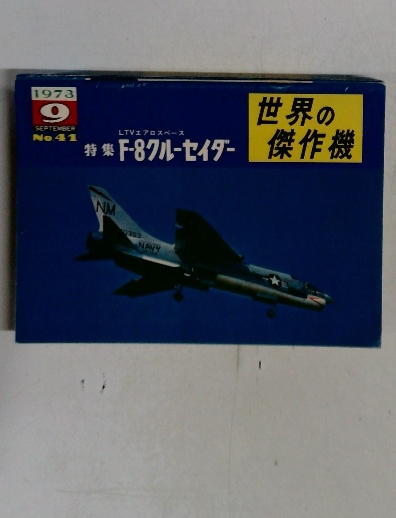 1973
9
SEPTEMBER
No 41
LTVエアロスペース
特集 F-8クルーセイダー
世界の
傑作機
NM
NAVY